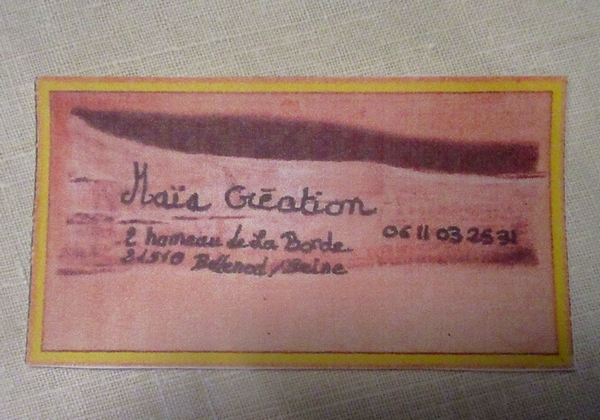 Maïs Création
2 hameau de La Borde
21510 Bellenod/Seine
06 11 03 25 31